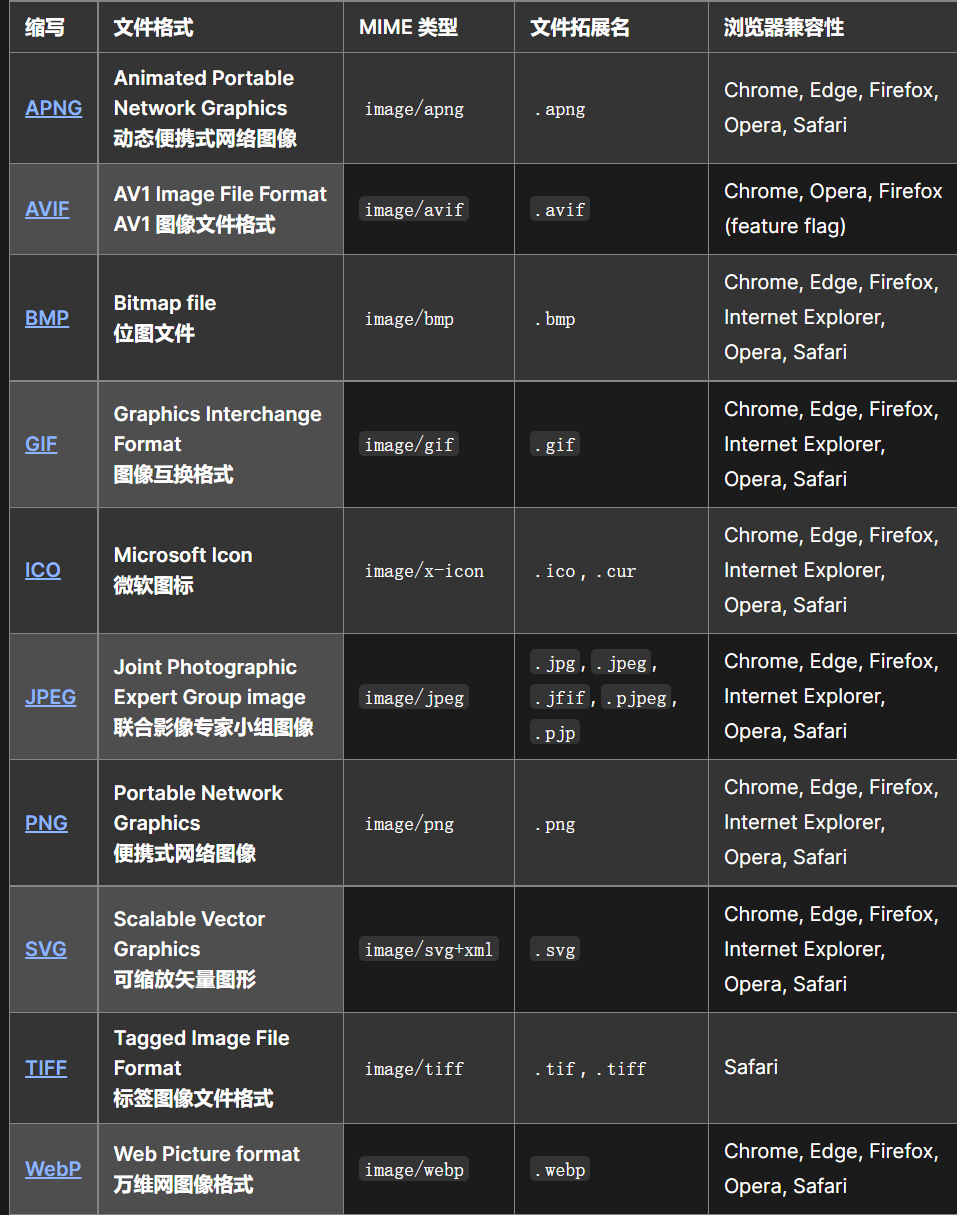 缩写 文件格式 MIME 类型 文件拓展名 浏览器兼容性
APNG
Animated Portable
Network Graphics
动态便携式网络图像
image/apng
.apng
Chrome, Edge, Firefox,
Opera, Safari
AVIF
AV1 Image File Format
AV1 图像文件格式
image/avif
.avif
Chrome, Opera, Firefox
(feature flag)
BMP
Bitmap file
位图文件
image/bmp
.bmp
Chrome, Edge, Firefox,
Internet Explorer,
Opera, Safari
GIF
Graphics Interchange
Format
图像互换格式
image/gif
.gif
Chrome, Edge, Firefox,
Internet Explorer,
Opera, Safari
ICO
Microsoft Icon
微软图标
image/x-icon
.ico, .cur
Chrome, Edge, Firefox,
Internet Explorer,
Opera, Safari
JPEG
Joint Photographic
Expert Group image
联合影像专家小组图像
image/jpeg
.jpg, .jpeg,
.jfif, .pjpeg,
.pjp
Chrome, Edge, Firefox,
Internet Explorer,
Opera, Safari
PNG
Portable Network
Graphics
便携式网络图像
image/png
.png
Chrome, Edge, Firefox,
Internet Explorer,
Opera, Safari
SVG
Scalable Vector
Graphics
可缩放矢量图形
image/svg+xml
.svg
Chrome, Edge, Firefox,
Internet Explorer,
Opera, Safari
TIFF
Tagged Image File
Format
标签图像文件格式
image/tiff
.tif, .tiff
Safari
WebP
Web Picture format
万维网图像格式
image/webp
.webp
Chrome, Edge, Firefox,
Opera, Safari